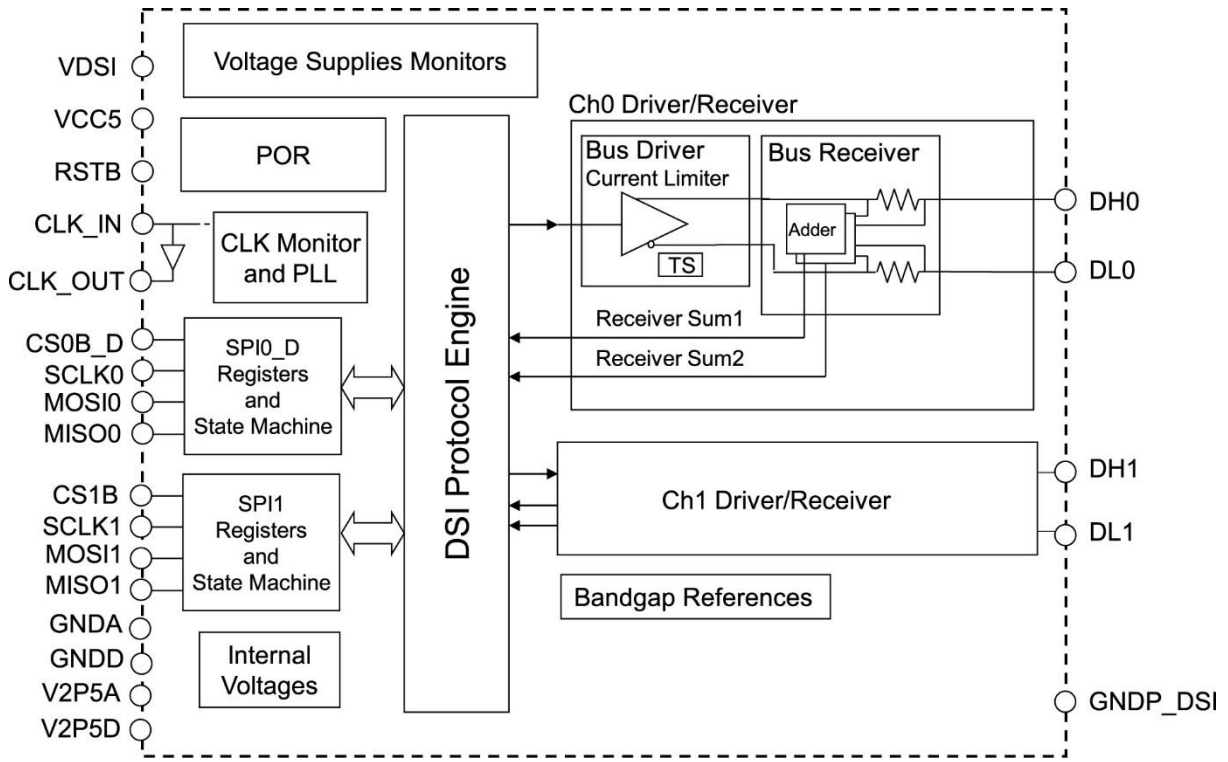 VDSI
VCC5
RSTB
CLK_IN
CLK_OUT
CS0B_D
SCLK0
MOSI0
MISO0
CS1B
SCLK1
MOSI1
MISO1
GNDA
GNDD
V2P5A
V2P5D
Voltage Supplies Monitors
POR
CLK Monitor
and PLL
SPI0_D
Registers
and
State Machine
SPI1
Registers
and
State Machine
Internal
Voltages
DSI Protocol Engine
Ch0 Driver/Receiver
Bus Driver
Current Limiter
TS
Bus Receiver
Adder
Receiver Sum1
Receiver Sum2
Ch1 Driver/Receiver
Bandgap References
DH0
DL0
DH1
DL1
GNDP_DSI